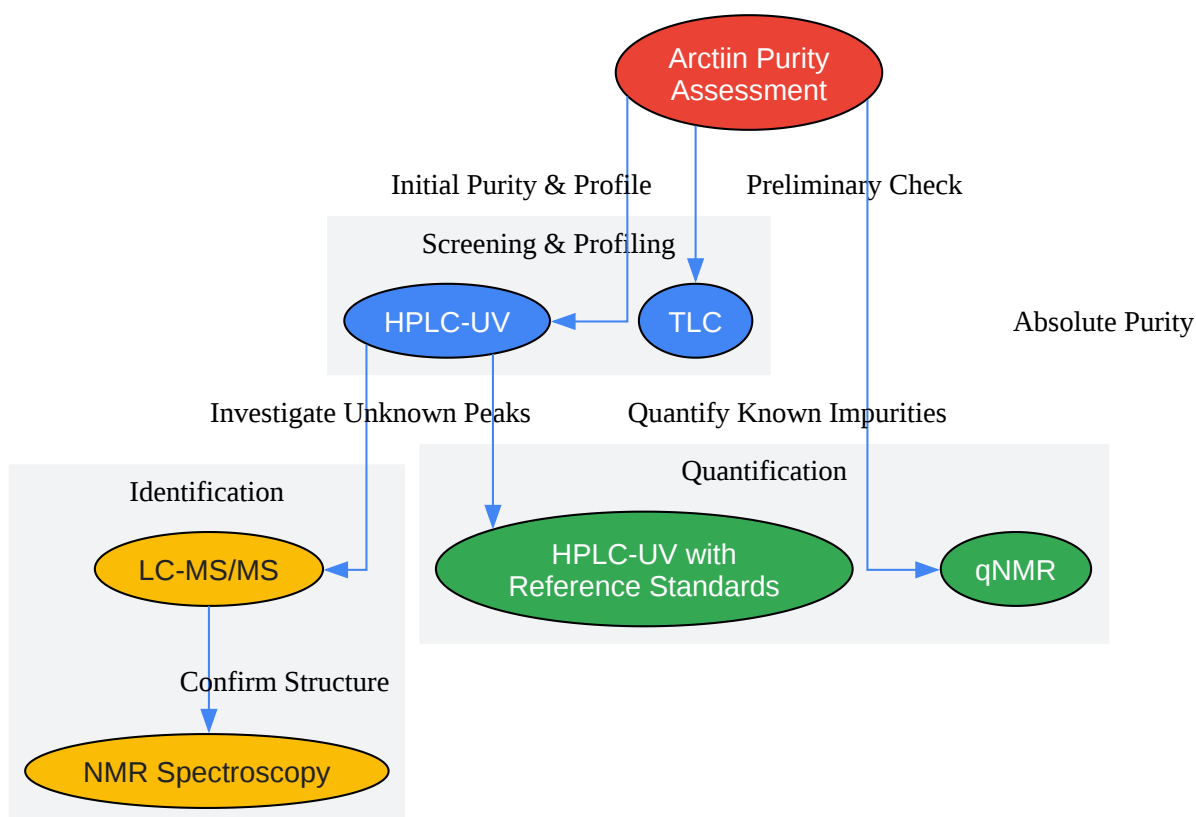 Arctiin Purity
Assessment
Initial Purity & Profile
Preliminary Check
Screening & Profiling
HPLC-UV
TLC
Absolute Purity
Investigate Unknown Peaks
Quantify Known Impurities
Quantification
Identification
LC-MS/MS
HPLC-UV with
Reference Standards
qNMR
Confirm Structure
NMR Spectroscopy